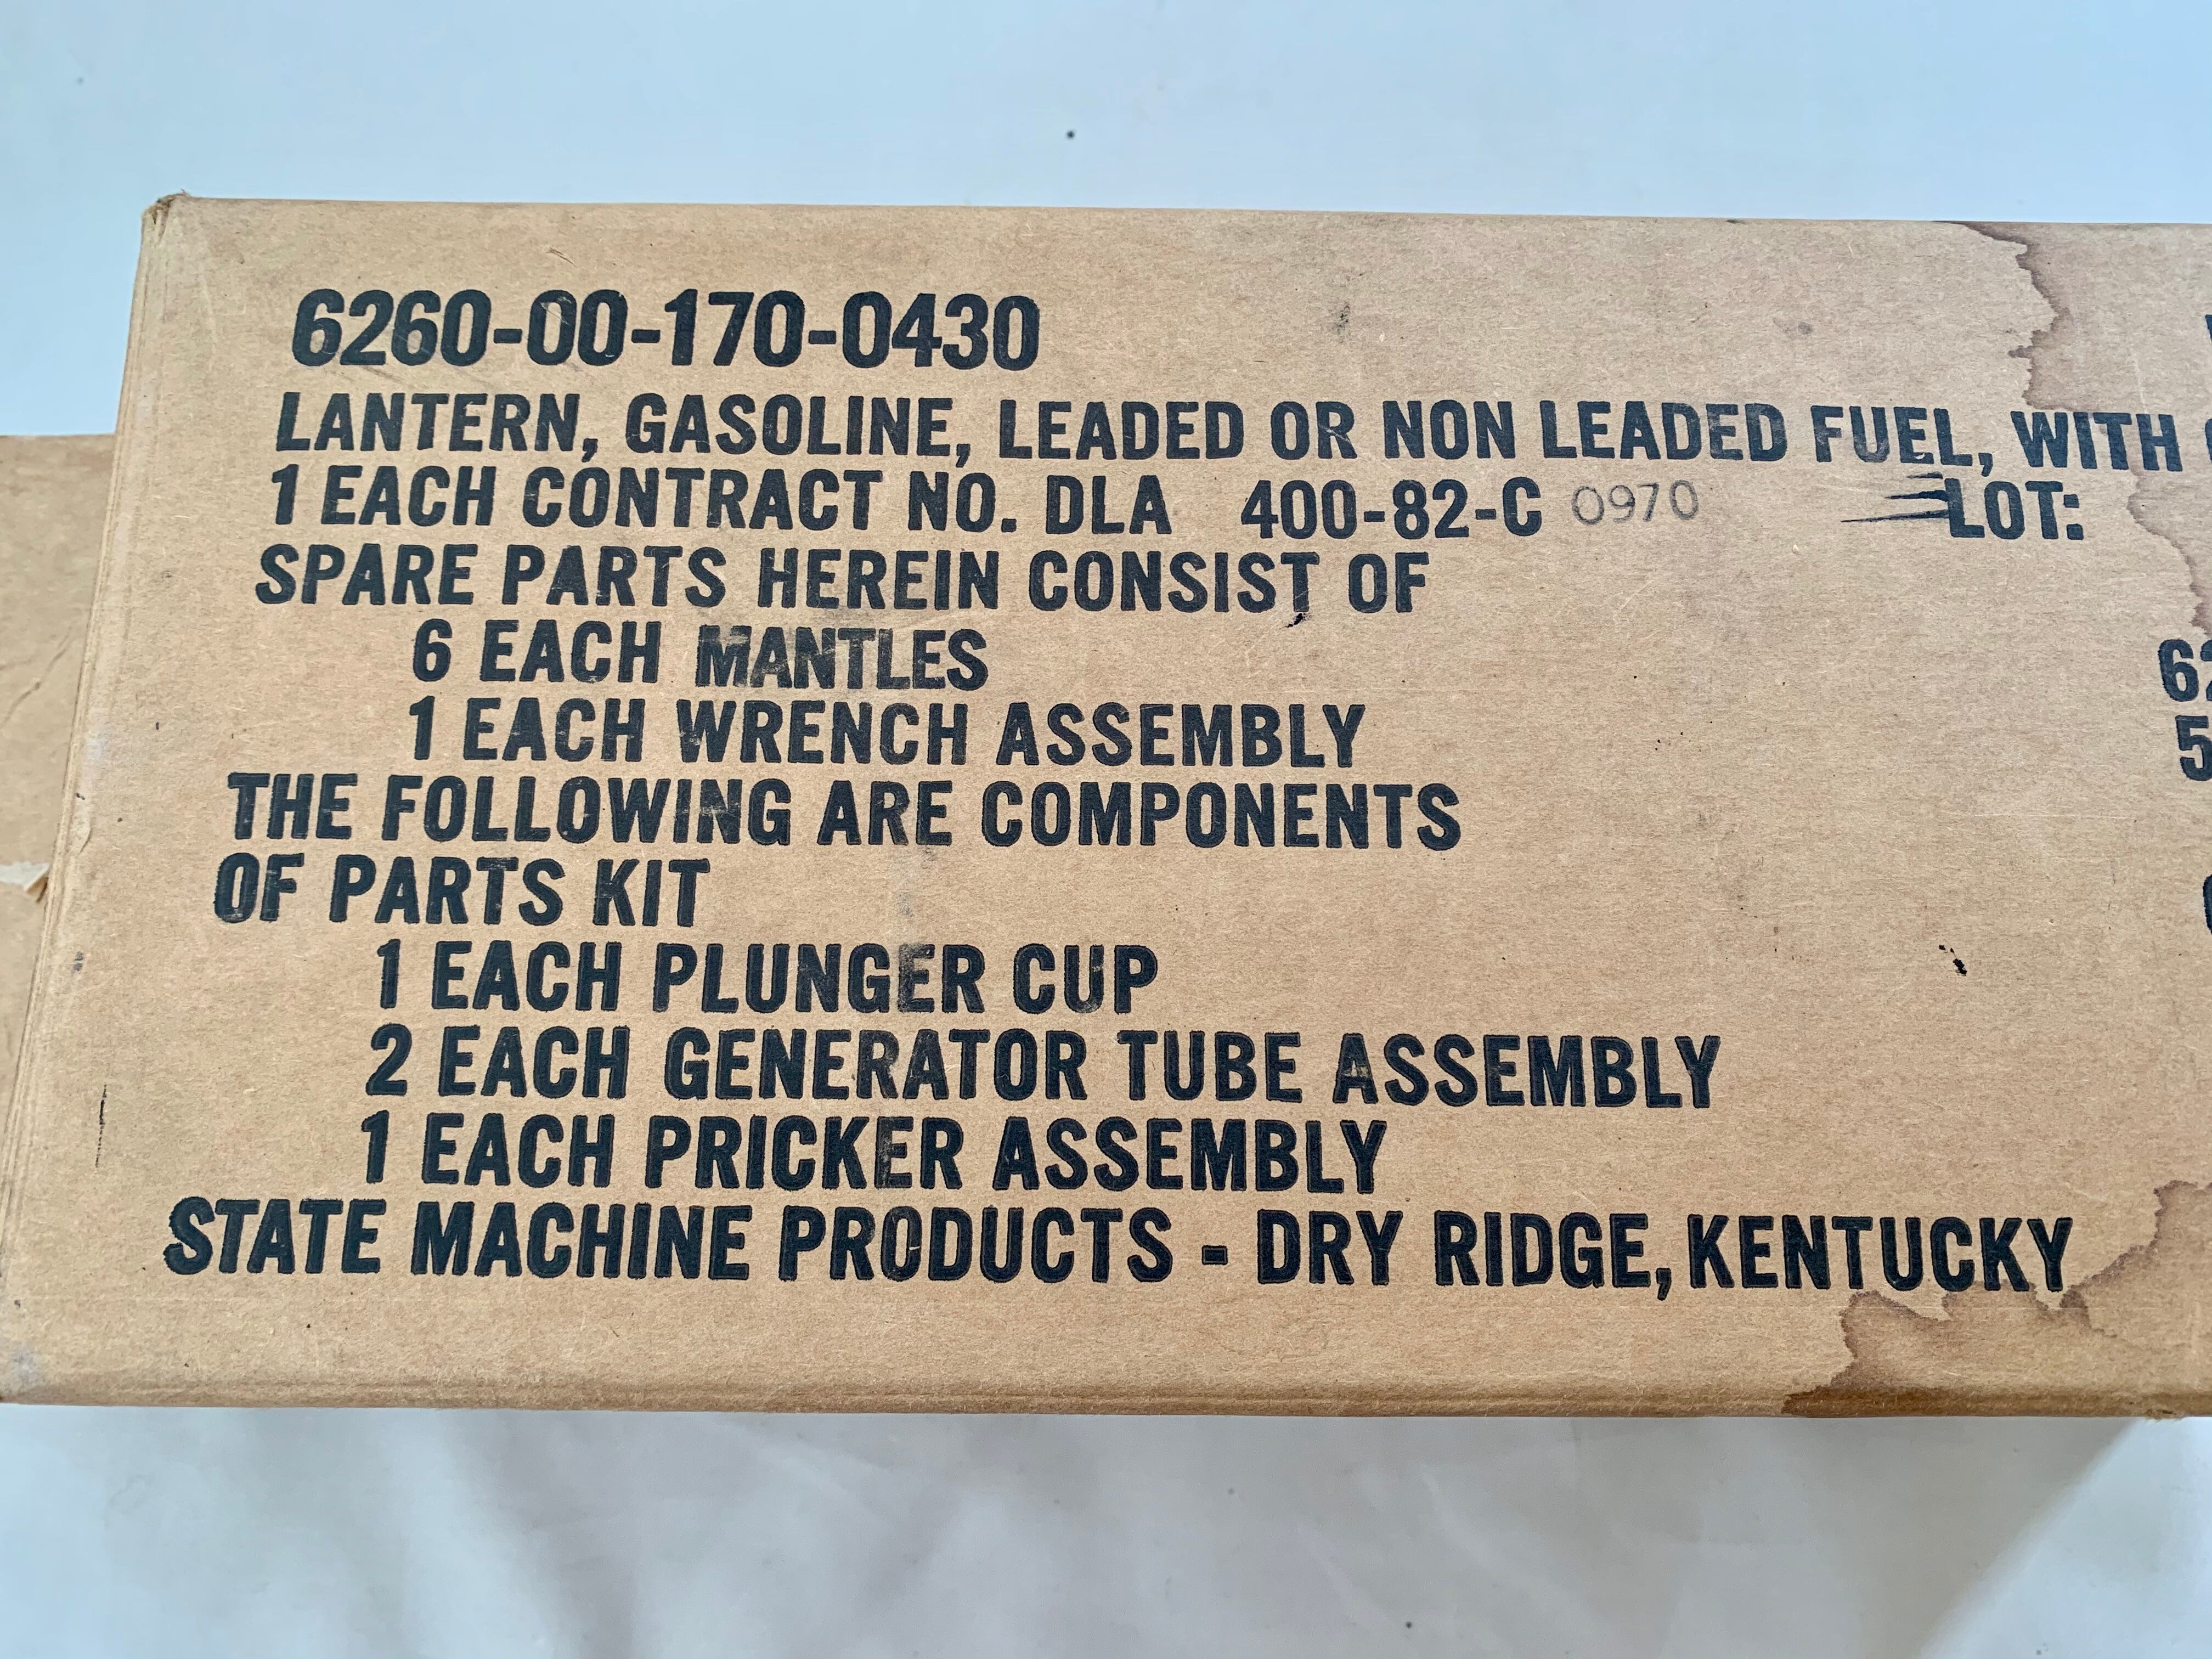 6260-00-170-0430
LANTERN, GASOLINE, LEADED OR NON LEADED FUEL, WITH
1 EACH CONTRACT NO. DLA 400-82-C 0970 LOT:
SPARE PARTS HEREIN CONSIST OF
6 EACH MANTLES
1 EACH WRENCH ASSEMBLY
THE FOLLOWING ARE COMPONENTS
OF PARTS KIT
1 EACH PLUNGER CUP
2 EACH GENERATOR TUBE ASSEMBLY
1 EACH PRICKER ASSEMBLY
STATE MACHINE PRODUCTS - DRY RIDGE, KENTUCKY